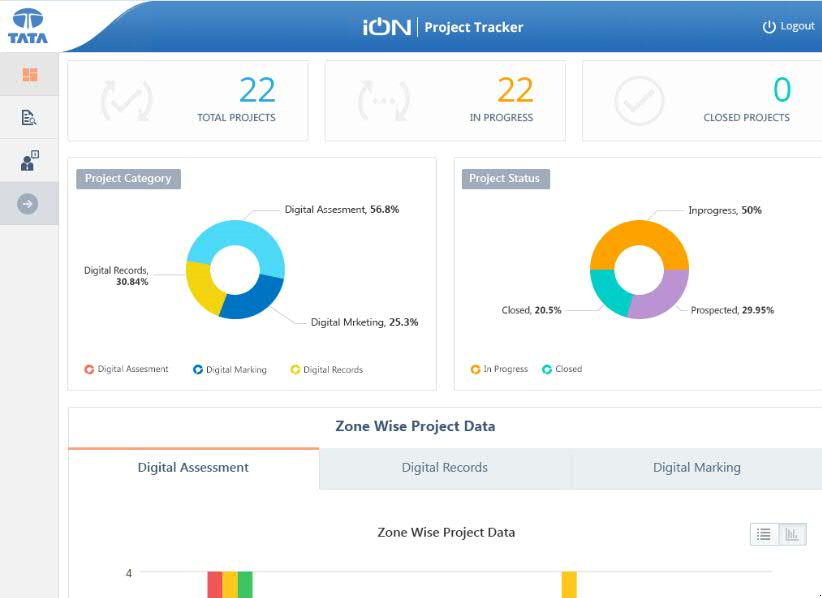 TATA
iON Project Tracker
Logout
22
TOTAL PROJECTS
22
IN PROGRESS
0
CLOSED PROJECTS
Project Category
Digital Assesment, 56.8%
Digital Records,
30.84%
Digital Mrketing, 25.3%
Digital Assesment
Digital Marking
Digital Records
Project Status
Inprogress, 50%
Closed, 20.5%
Prospected, 29.95%
In Progress
Closed
Zone Wise Project Data
Digital Assessment
Digital Records
Digital Marking
Zone Wise Project Data
4